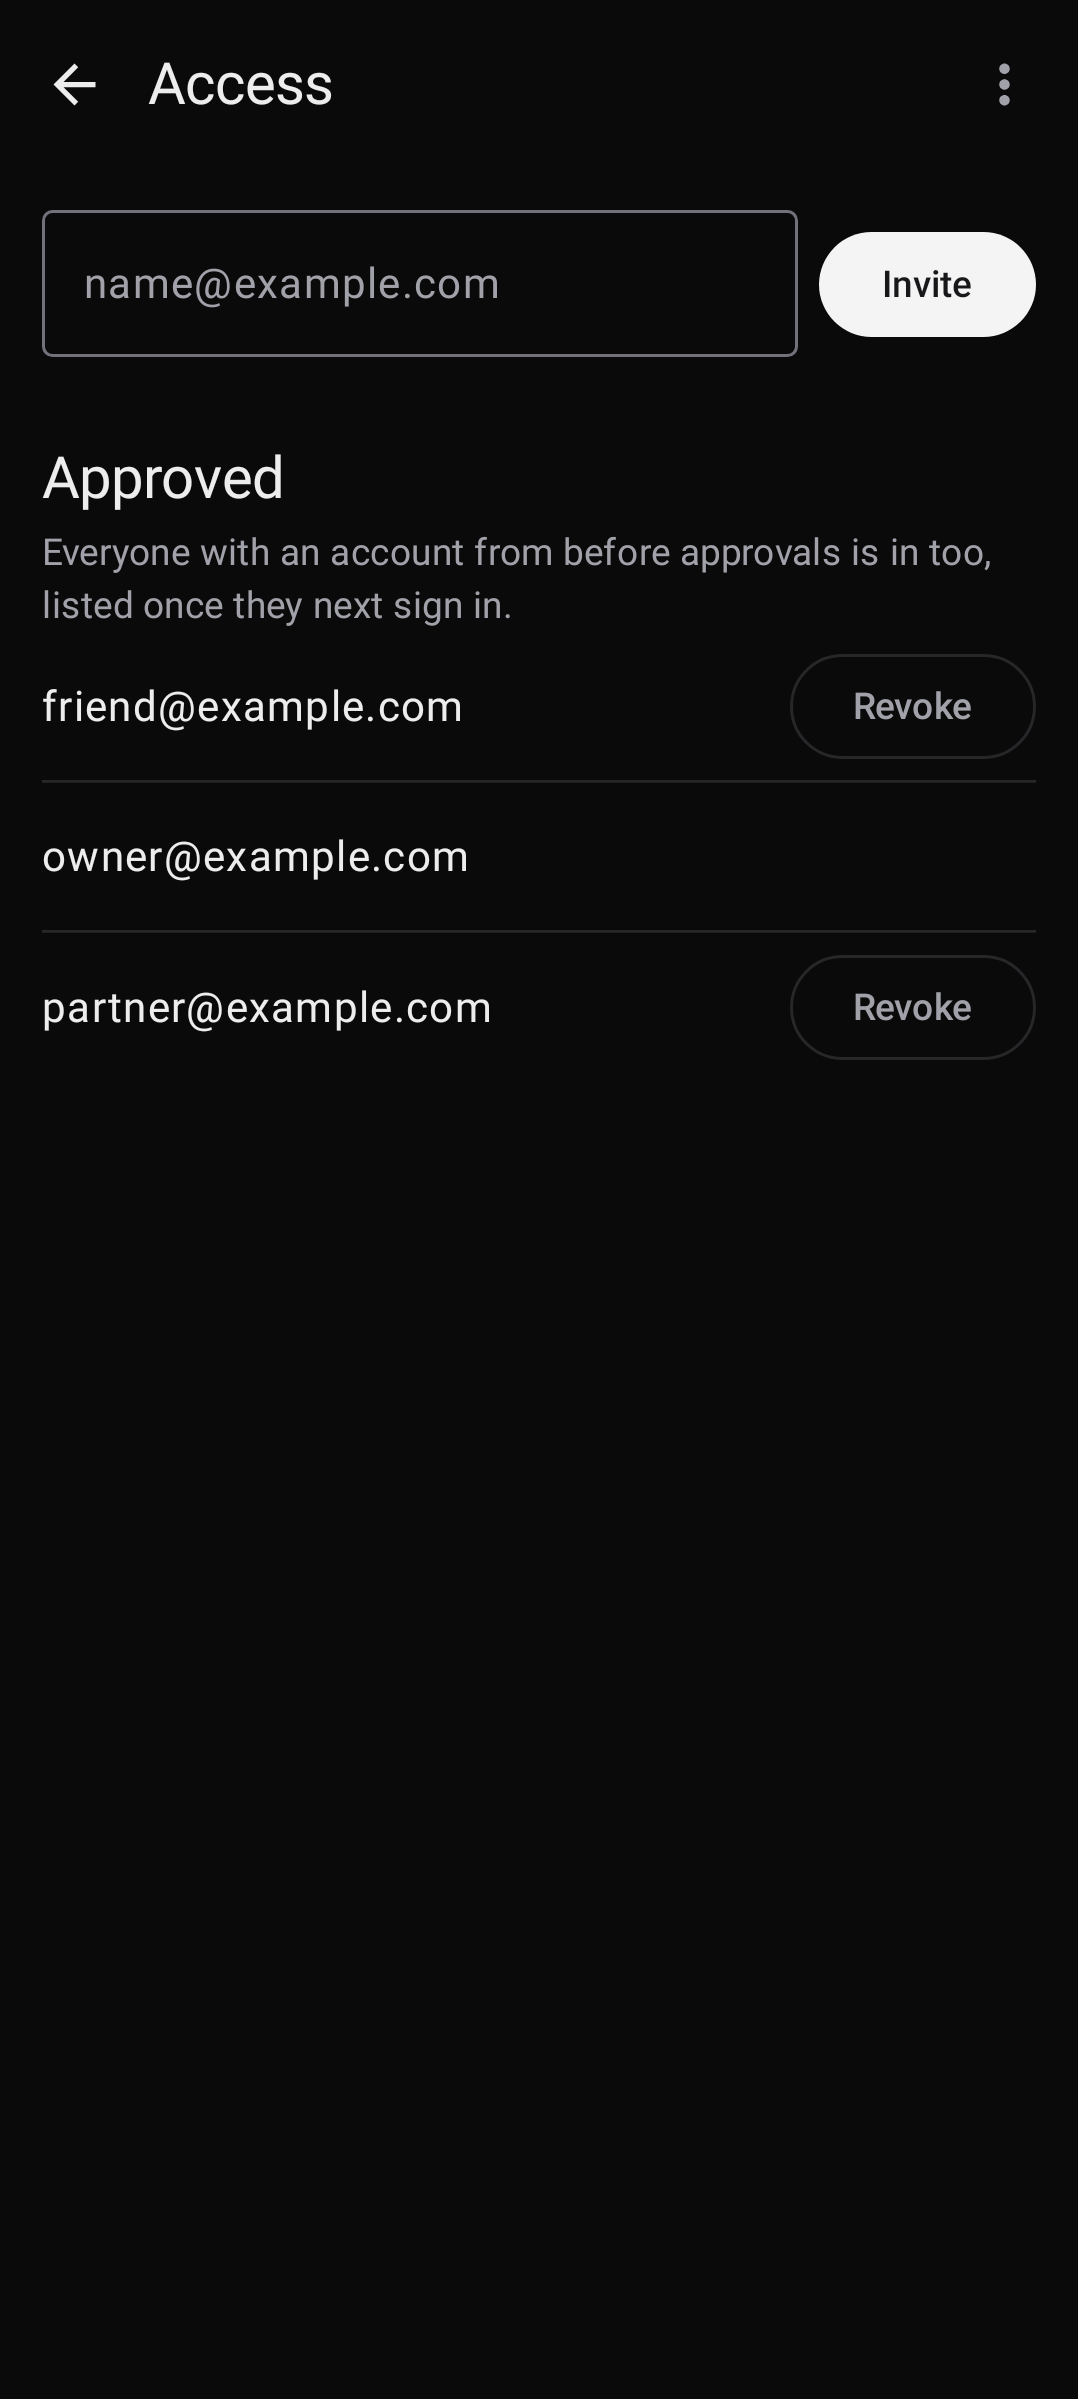 Access
name@example.com
Invite
Approved
Everyone with an account from before approvals is in too,
listed once they next sign in.
friend@example.com
Revoke
owner@example.com
partner@example.com
Revoke